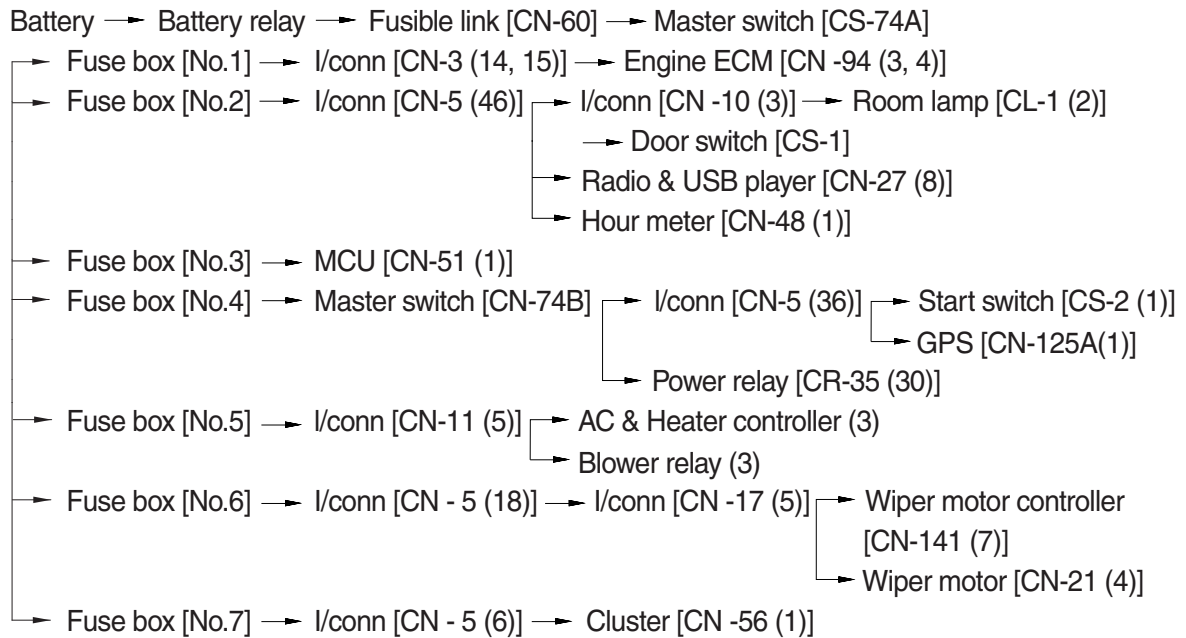 Battery → Battery relay → Fusible link [CN-60] → Master switch [CS-74A]
→ Fuse box [No.1] → I/conn [CN-3 (14, 15)] → Engine ECM [CN -94 (3, 4)]
→ Fuse box [No.2] → I/conn [CN-5 (46)] → I/conn [CN -10 (3)] → Room lamp [CL-1 (2)]
→ Door switch [CS-1]
→ Radio & USB player [CN-27 (8)]
→ Hour meter [CN-48 (1)]
→ Fuse box [No.3] → MCU [CN-51 (1)]
→ Fuse box [No.4] → Master switch [CN-74B] → I/conn [CN-5 (36)] → Start switch [CS-2 (1)]
→ GPS [CN-125A(1)]
→ Power relay [CR-35 (30)]
→ Fuse box [No.5] → I/conn [CN-11 (5)] → AC & Heater controller (3)
→ Blower relay (3)
→ Fuse box [No.6] → I/conn [CN - 5 (18)] → I/conn [CN -17 (5)] → Wiper motor controller
[CN-141 (7)]
→ Wiper motor [CN-21 (4)]
→ Fuse box [No.7] → I/conn [CN - 5 (6)] → Cluster [CN -56 (1)]